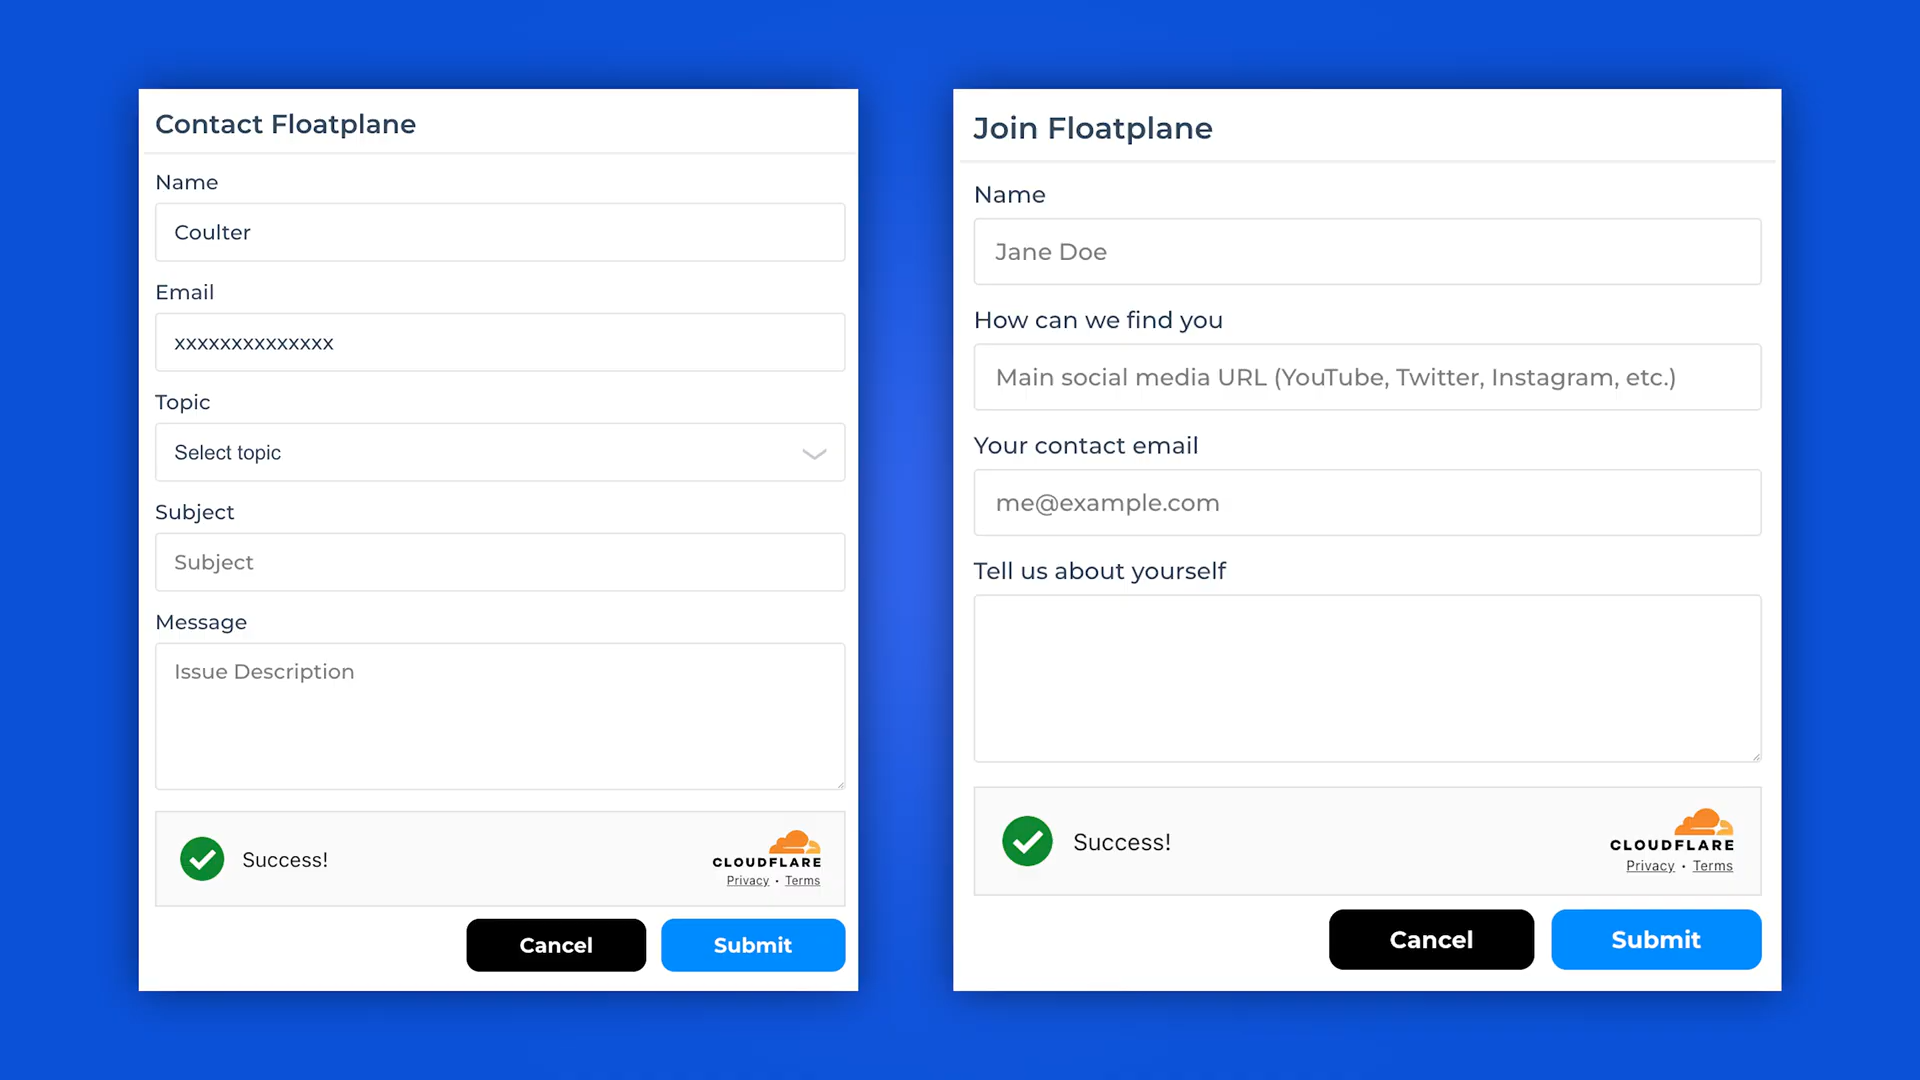 Contact Floatplane
Name
Coulter
Email
xxxxxxxxxxxxxx
Topic
Select topic
Subject
Subject
Message
Issue Description
Success!
CLOUDFLARE
Privacy • Terms
Cancel
Submit
Join Floatplane
Name
Jane Doe
How can we find you
Main social media URL (YouTube, Twitter, Instagram, etc.)
Your contact email
me@example.com
Tell us about yourself
Success!
CLOUDFLARE
Privacy • Terms
Cancel
Submit